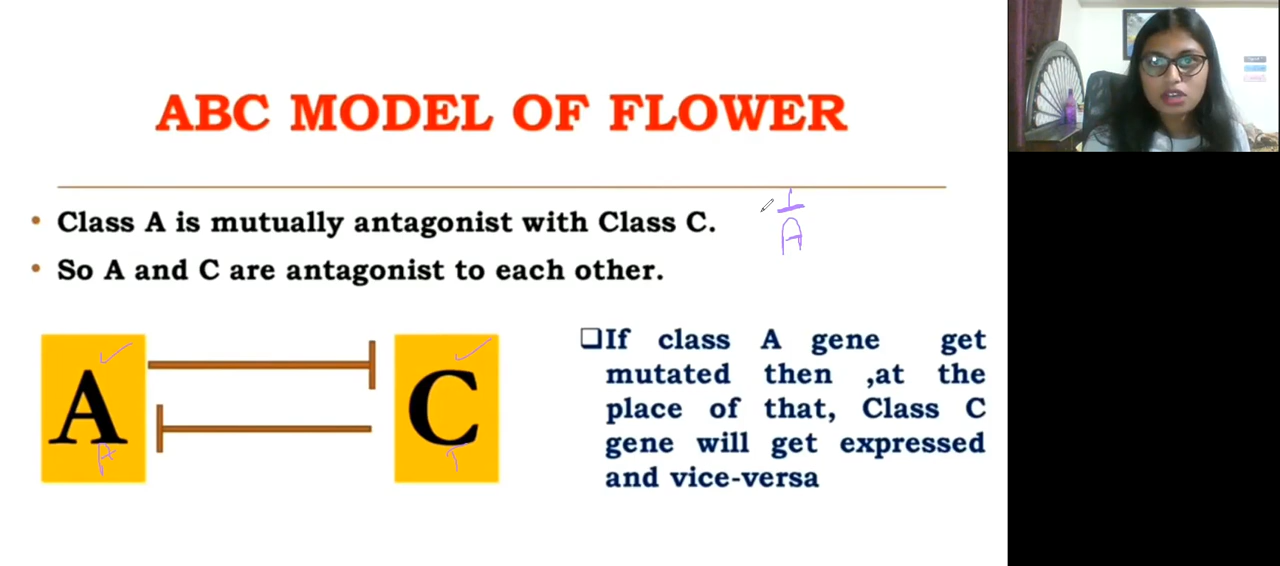 ABC MODEL OF FLOWER
• Class A is mutually antagonist with Class C.
• So A and C are antagonist to each other.
1
A
A
C
❑If class A gene get
mutated then ,at the
place of that, Class C
gene will get expressed
and vice-versa